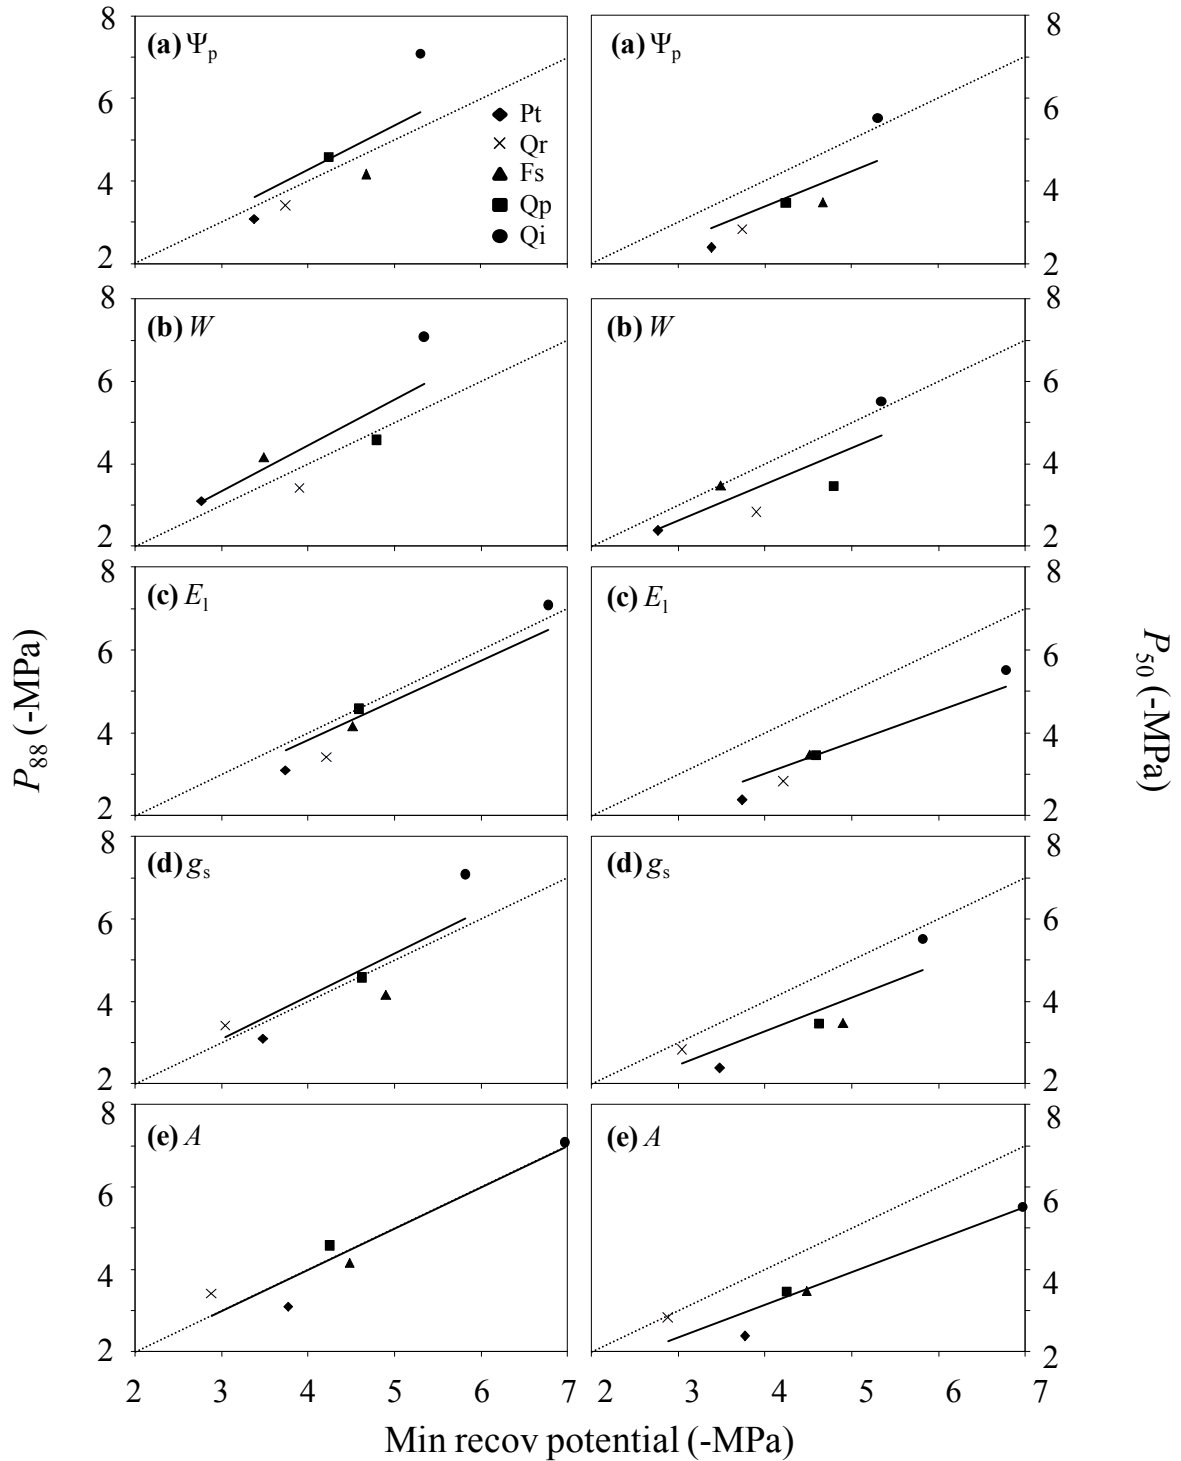 8
(a) Ψp
Pt
Qr
Fs
Qp
Qi
6
4
2
(a) Ψp
8
6
4
2
8
(b) W
6
4
2
(b) W
8
6
4
2
8
(c) El
6
4
2
(c) El
8
6
4
2
8
(d) gs
6
4
2
(d) gs
8
6
4
2
8
(e) A
6
4
2
(e) A
8
6
4
2
P88 (-MPa)
P50 (-MPa)
2 3 4 5 6 7 2 3 4 5 6 7
Min recov potential (-MPa)